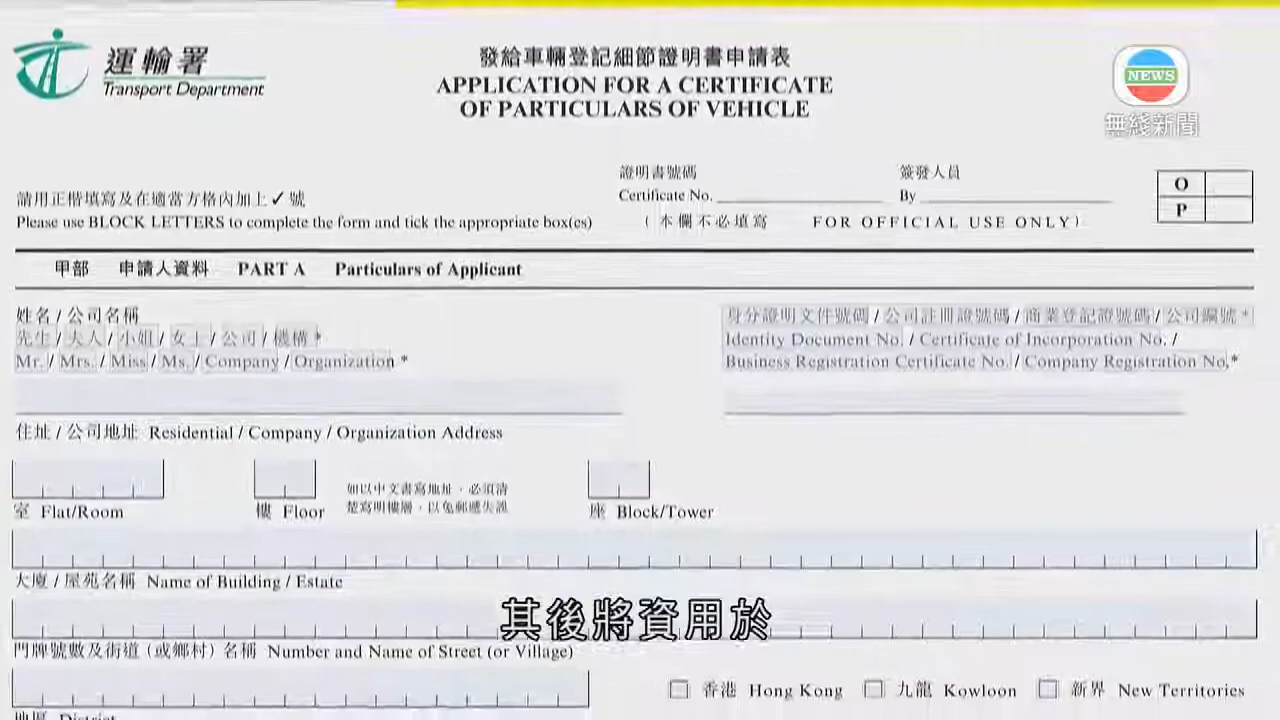 運輸署
Transport Department
發給車輛登記細節證明書申請表
APPLICATION FOR A CERTIFICATE
OF PARTICULARS OF VEHICLE
NEWS
無綫新聞
請用正楷填寫及在適當方格內加上✓號
Please use BLOCK LETTERS to complete the form and tick the appropriate box(es)
證明書號碼
Certificate No.
簽發人員
By
(本欄不必填寫 FOR OFFICIAL USE ONLY)
O
P
甲部 申請人資料 PART A Particulars of Applicant
姓名 / 公司名稱
先生 / 夫人 / 小姐 / 女士 / 公司 / 機構 *
Mr. / Mrs. / Miss / Ms. / Company / Organization *
身分證明文件號碼 / 公司註冊證號碼 / 商業登記證號碼 / 公司編號 *
Identity Document No. / Certificate of Incorporation No. /
Business Registration Certificate No. / Company Registration No.*
住址 / 公司地址 Residential / Company / Organization Address
室 Flat/Room
樓 Floor
如以中文書寫地址,必須清
楚寫明樓層,以免郵遞失誤
座 Block/Tower
大廈 / 屋苑名稱 Name of Building / Estate
其後將資用於
門牌號數及街道 (或鄉村) 名稱 Number and Name of Street (or Village)
香港 Hong Kong
九龍 Kowloon
新界 New Territories
地區 District